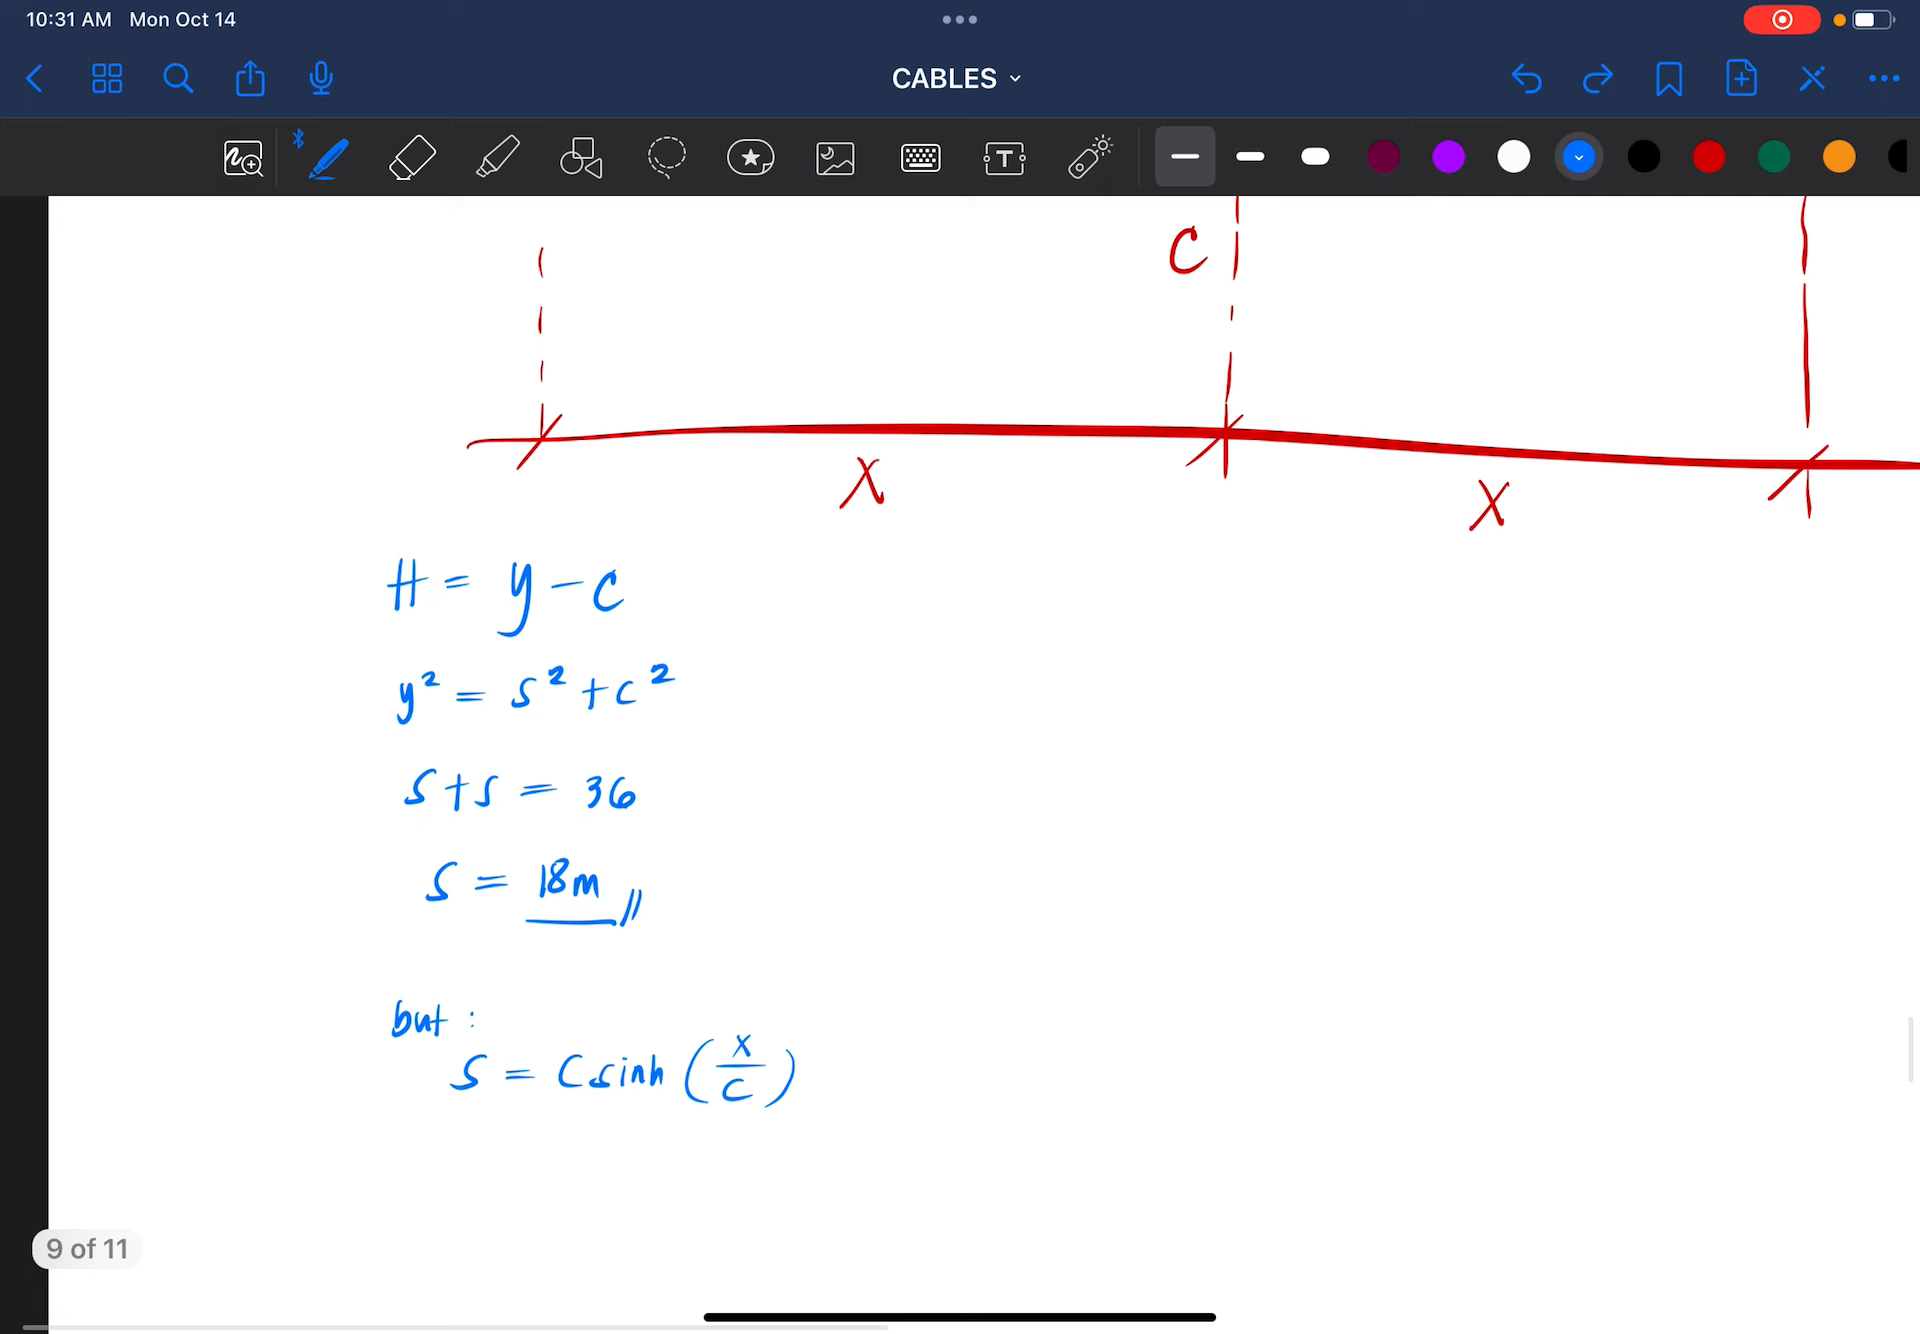 10:31 AM Mon Oct 14
CABLES
C
X
X
H = y - c
y² = s² + c²
S + S = 36
S = 18m
but :
S = C sinh (x/c)
9 of 11